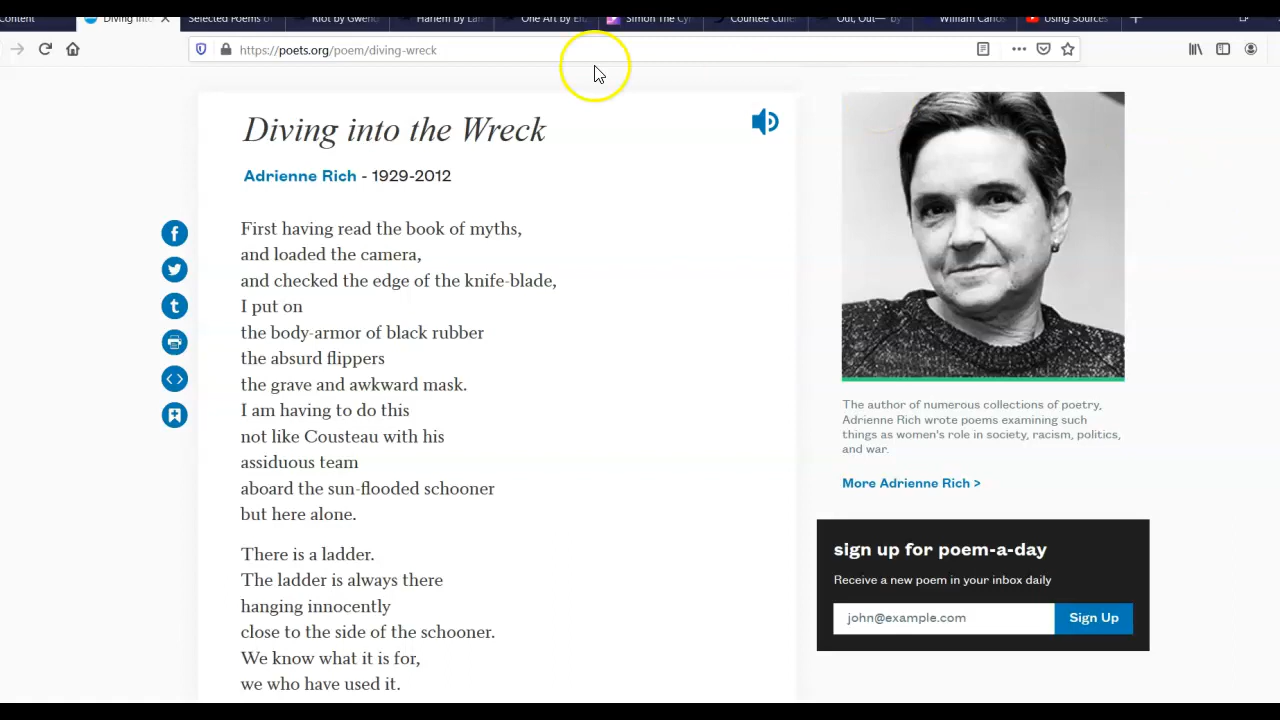 ontent
Diving into
Selected Poems of
Riot by Gwend
Harlem by Lan
One Art by Eli
Simon The Cyr
Countee Cullen
Out, Out— by
William Carlos
Using Sources
https://poets.org/poem/diving-wreck
Diving into the Wreck
Adrienne Rich - 1929-2012
First having read the book of myths,
and loaded the camera,
and checked the edge of the knife-blade,
I put on
the body-armor of black rubber
the absurd flippers
the grave and awkward mask.
I am having to do this
not like Cousteau with his
assiduous team
aboard the sun-flooded schooner
but here alone.
There is a ladder.
The ladder is always there
hanging innocently
close to the side of the schooner.
We know what it is for,
we who have used it.
The author of numerous collections of poetry,
Adrienne Rich wrote poems examining such
things as women's role in society, racism, politics,
and war.
More Adrienne Rich >
sign up for poem-a-day
Receive a new poem in your inbox daily
john@example.com
Sign Up